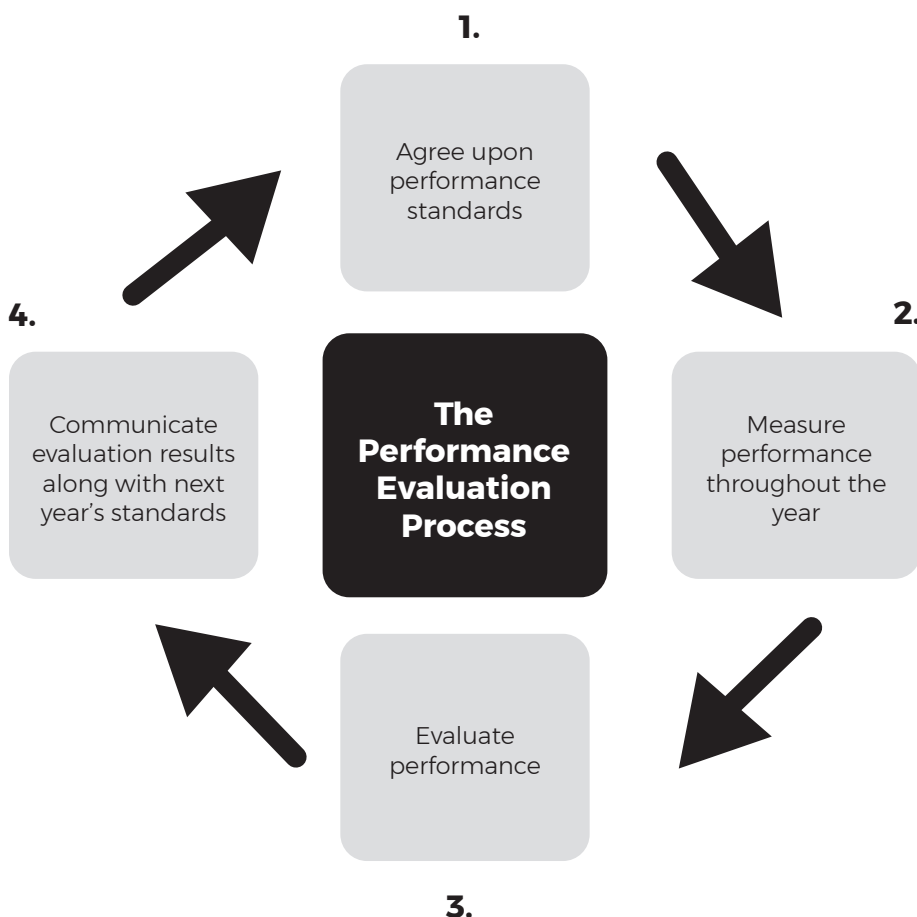 1.
Agree upon
performance
standards
2.
Measure
performance
throughout the
year
3.
Evaluate
performance
4.
Communicate
evaluation results
along with next
year's standards
The
Performance
Evaluation
Process